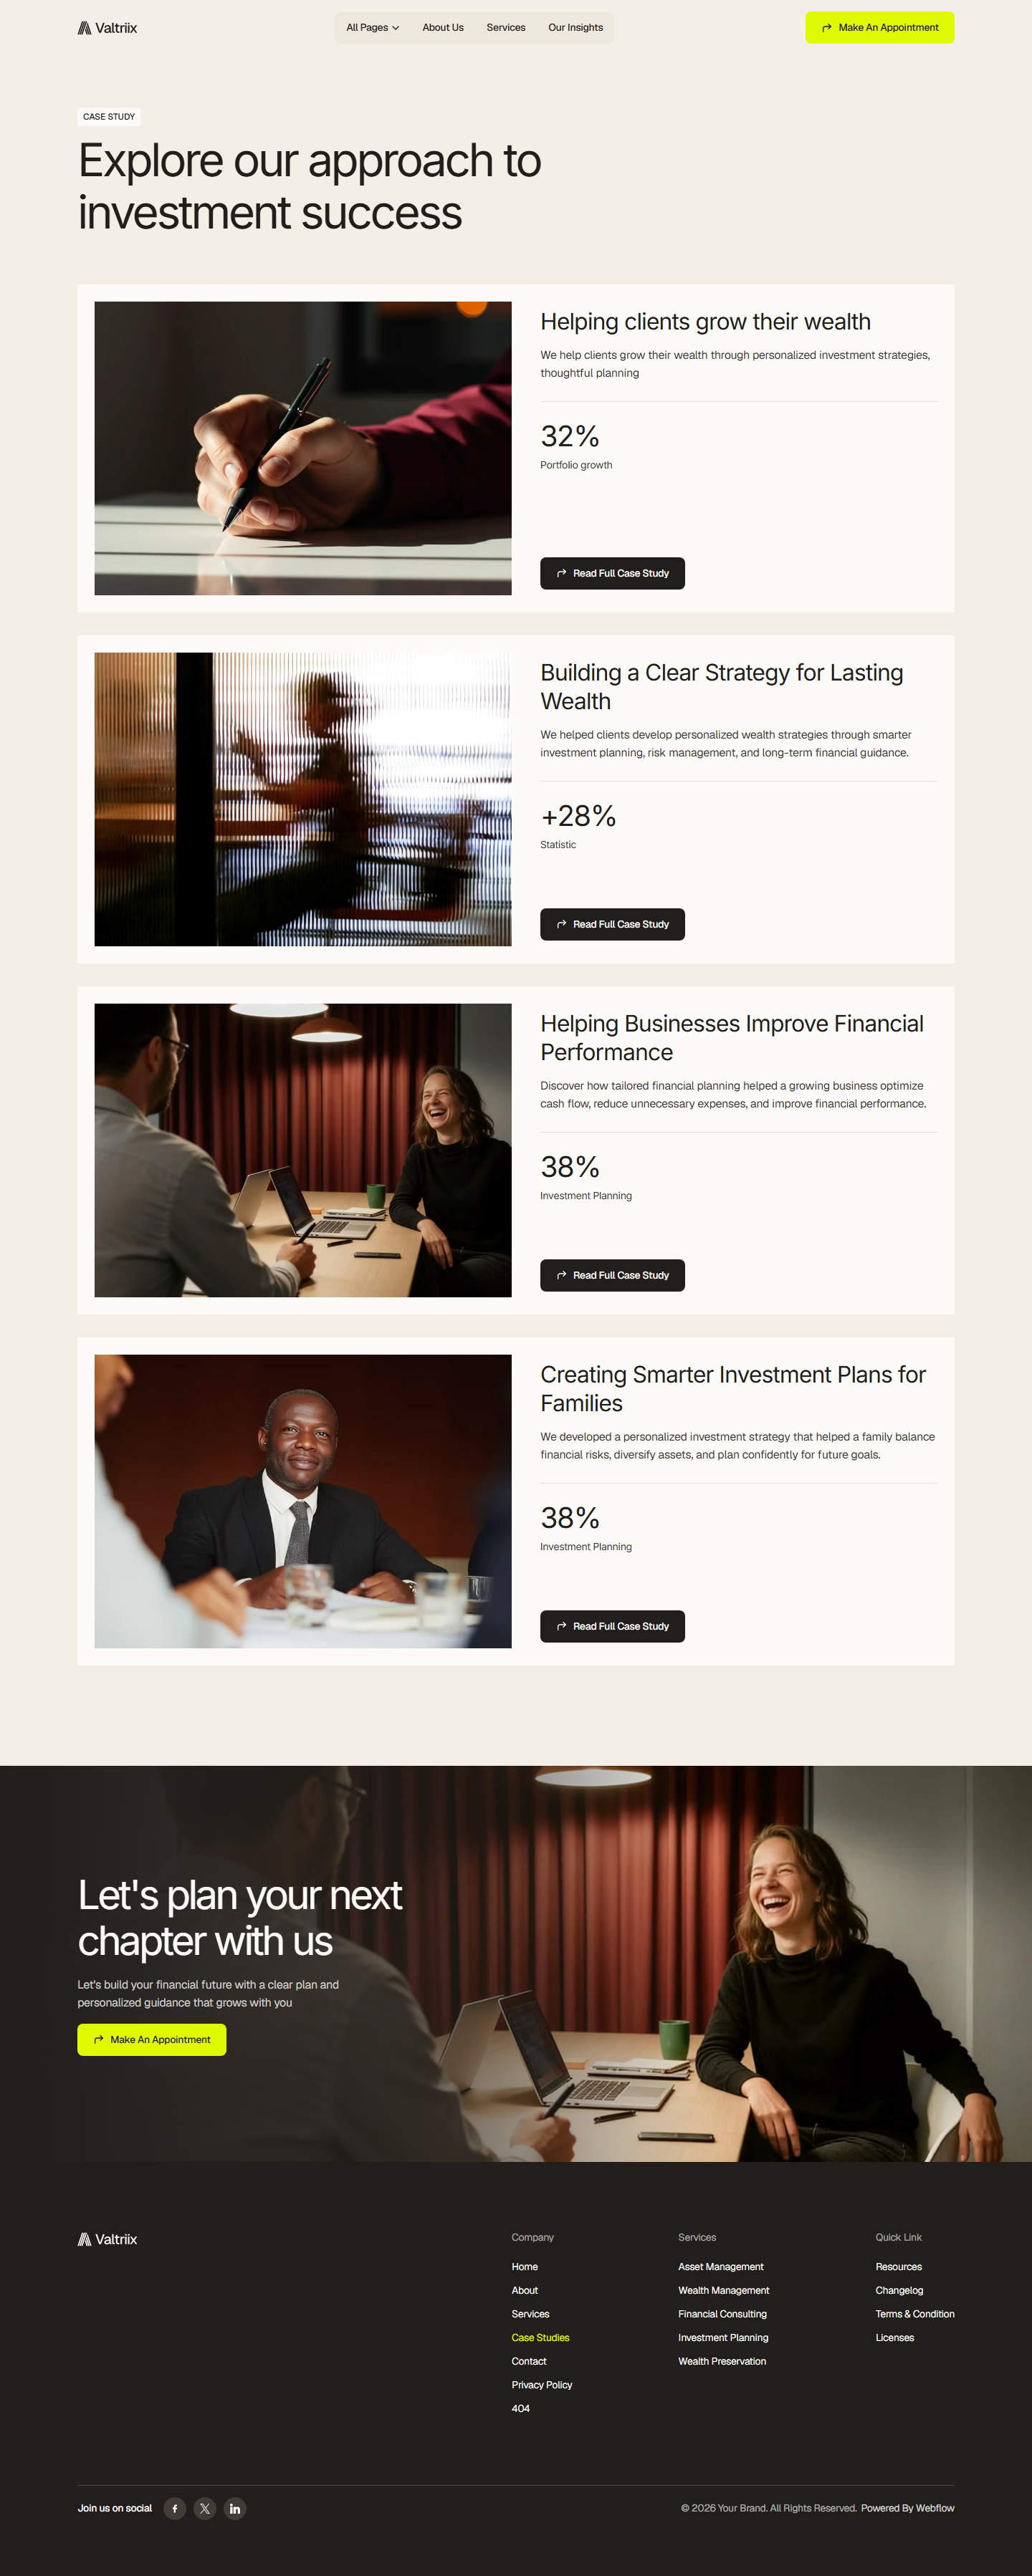 Valtriix
All Pages
About Us
Services
Our Insights
Make An Appointment
CASE STUDY
Explore our approach to
investment success
Helping clients grow their wealth
We help clients grow their wealth through personalized investment strategies,
thoughtful planning
32%
Portfolio growth
Read Full Case Study
Building a Clear Strategy for Lasting
Wealth
We helped clients develop personalized wealth strategies through smarter
investment planning, risk management, and long-term financial guidance.
+28%
Statistic
Read Full Case Study
Helping Businesses Improve Financial
Performance
Discover how tailored financial planning helped a growing business optimize
cash flow, reduce unnecessary expenses, and improve financial performance.
38%
Investment Planning
Read Full Case Study
Creating Smarter Investment Plans for
Families
We developed a personalized investment strategy that helped a family balance
financial risks, diversify assets, and plan confidently for future goals.
38%
Investment Planning
Read Full Case Study
Let's plan your next
chapter with us
Let's build your financial future with a clear plan and
personalized guidance that grows with you
Make An Appointment
Valtriix
Company
Home
About
Services
Case Studies
Contact
Privacy Policy
404
Services
Asset Management
Wealth Management
Financial Consulting
Investment Planning
Wealth Preservation
Quick Link
Resources
Changelog
Terms & Condition
Licenses
Join us on social
© 2026 Your Brand. All Rights Reserved. Powered By Webflow